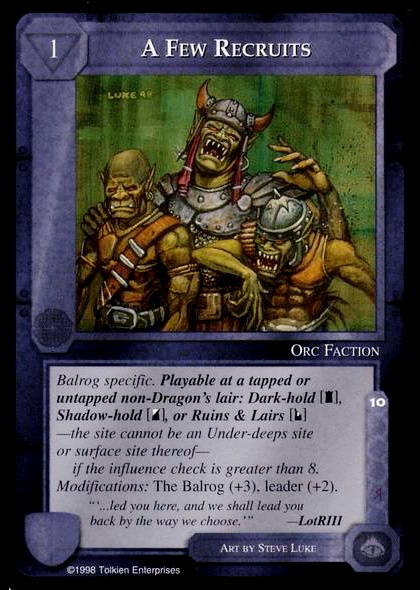 1
A Few Recruits
LUKE 98
Orc Faction
Balrog specific. Playable at a tapped or
untapped non-Dragon's lair: Dark-hold [ ],
Shadow-hold [ ], or Ruins & Lairs [ ]
—the site cannot be an Under-deeps site
or surface site thereof—
if the influence check is greater than 8.
Modifications: The Balrog (+3), leader (+2).
"'...led you here, and we shall lead you
back by the way we choose.'" —LotRIII
10
Art by Steve Luke
©1998 Tolkien Enterprises